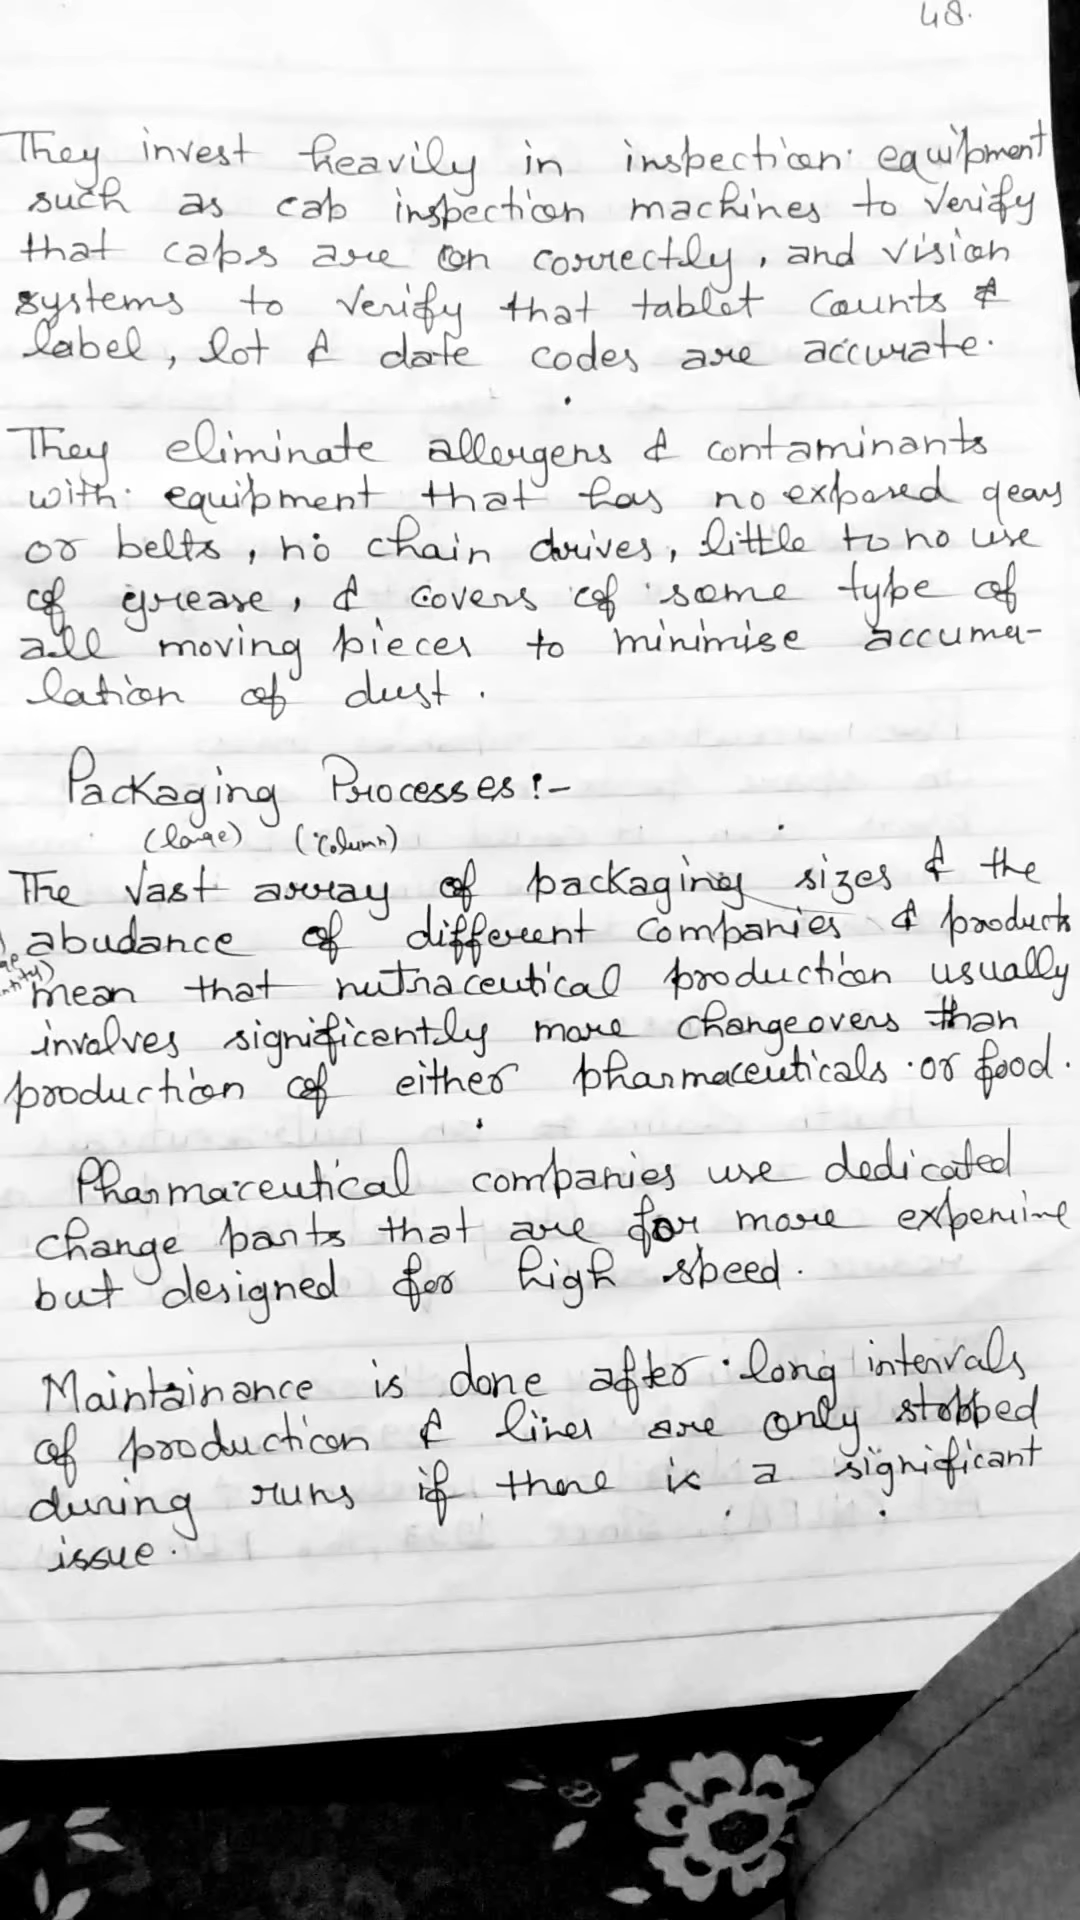 48.
They invest heavily in inspection equipment
such as cap inspection machines to verify
that caps are on correctly, and vision
systems to verify that tablet counts &
label, lot & date codes are accurate.
They eliminate allergens & contaminants
with equipment that has no exposed gears
or belts, no chain drives, little to no use
of grease, & covers of some type of
all moving pieces to minimise accumu-
lation of dust.
Packaging Processes:-
(large) (column)
The vast array of packaging sizes & the
abudance of different companies & products
mean that nutraceutical production usually
involves significantly more changeovers than
production of either pharmaceuticals or food.
Pharmaceutical companies use dedicated
change parts that are far more expensive
but designed for high speed.
Maintainance is done after long intervals
of production & lines are only stopped
during runs if there is a significant
issue.